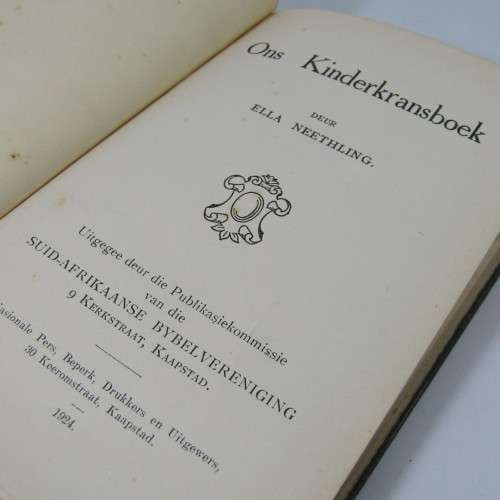 Ons Kinderkransboek
DEUR
ELLA NEETHLING.
Uitgegee deur die Publikasiekommissie
van die
SUID-AFRIKAANSE BYBELVERENIGING
9 KERKSTRAAT, KAAPSTAD.
Pers, Beperk, Drukkers en Uitgewers,
30 Keeromstraat, Kaapstad.
1924.